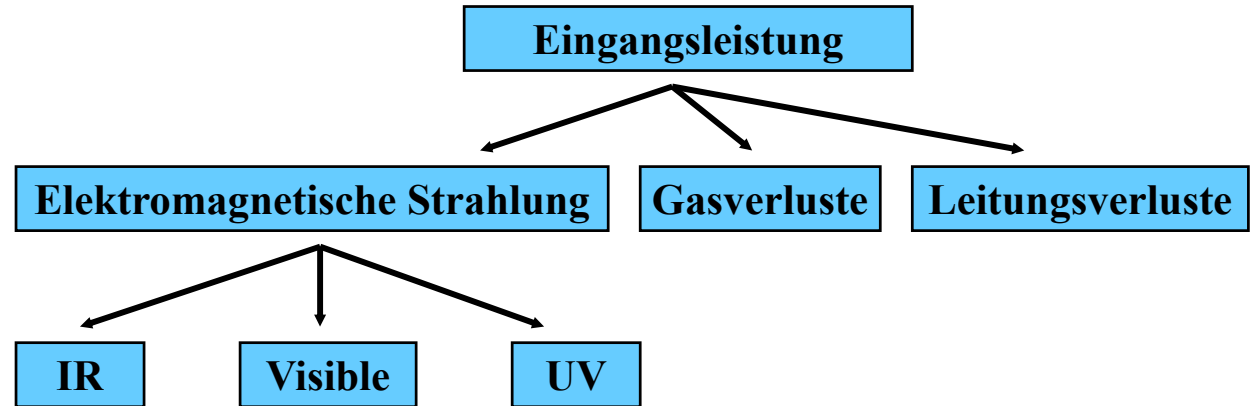 Eingangsleistung
Elektromagnetische Strahlung
Gasverluste
Leitungsverluste
IR
Visible
UV